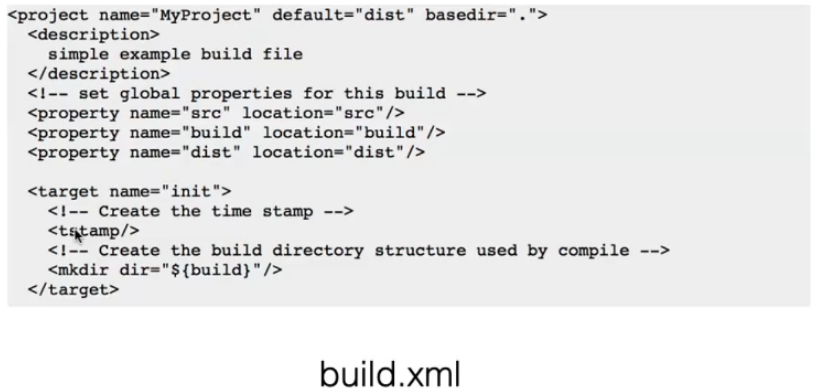 <project name="MyProject" default="dist" basedir=".">
<description>
simple example build file
</description>
<!-- set global properties for this build -->
<property name="src" location="src"/>
<property name="build" location="build"/>
<property name="dist" location="dist"/>
<target name="init">
<!-- Create the time stamp -->
<tstamp/>
<!-- Create the build directory structure used by compile -->
<mkdir dir="${build}"/>
</target>
build.xml